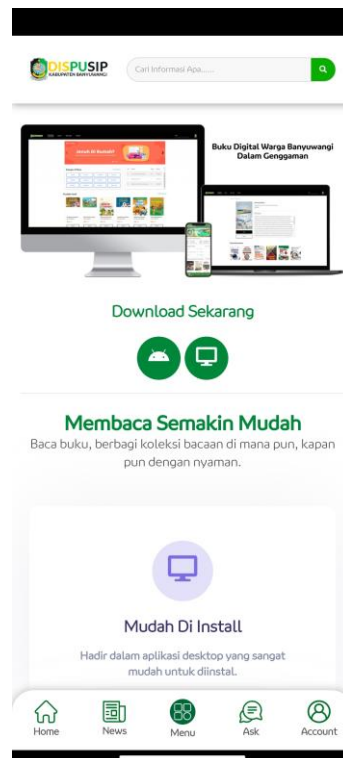 DISPUSIP
KABUPATEN BANYUWANGI
Cari Informasi Apa......
Buku Digital Warga Banyuwangi
Dalam Genggaman
Download Sekarang
Membaca Semakin Mudah
Baca buku, berbagi koleksi bacaan di mana pun, kapan
pun dengan nyaman.
Mudah Di Install
Hadir dalam aplikasi desktop yang sangat
mudah untuk diinstal.
Home
News
Menu
Ask
Account